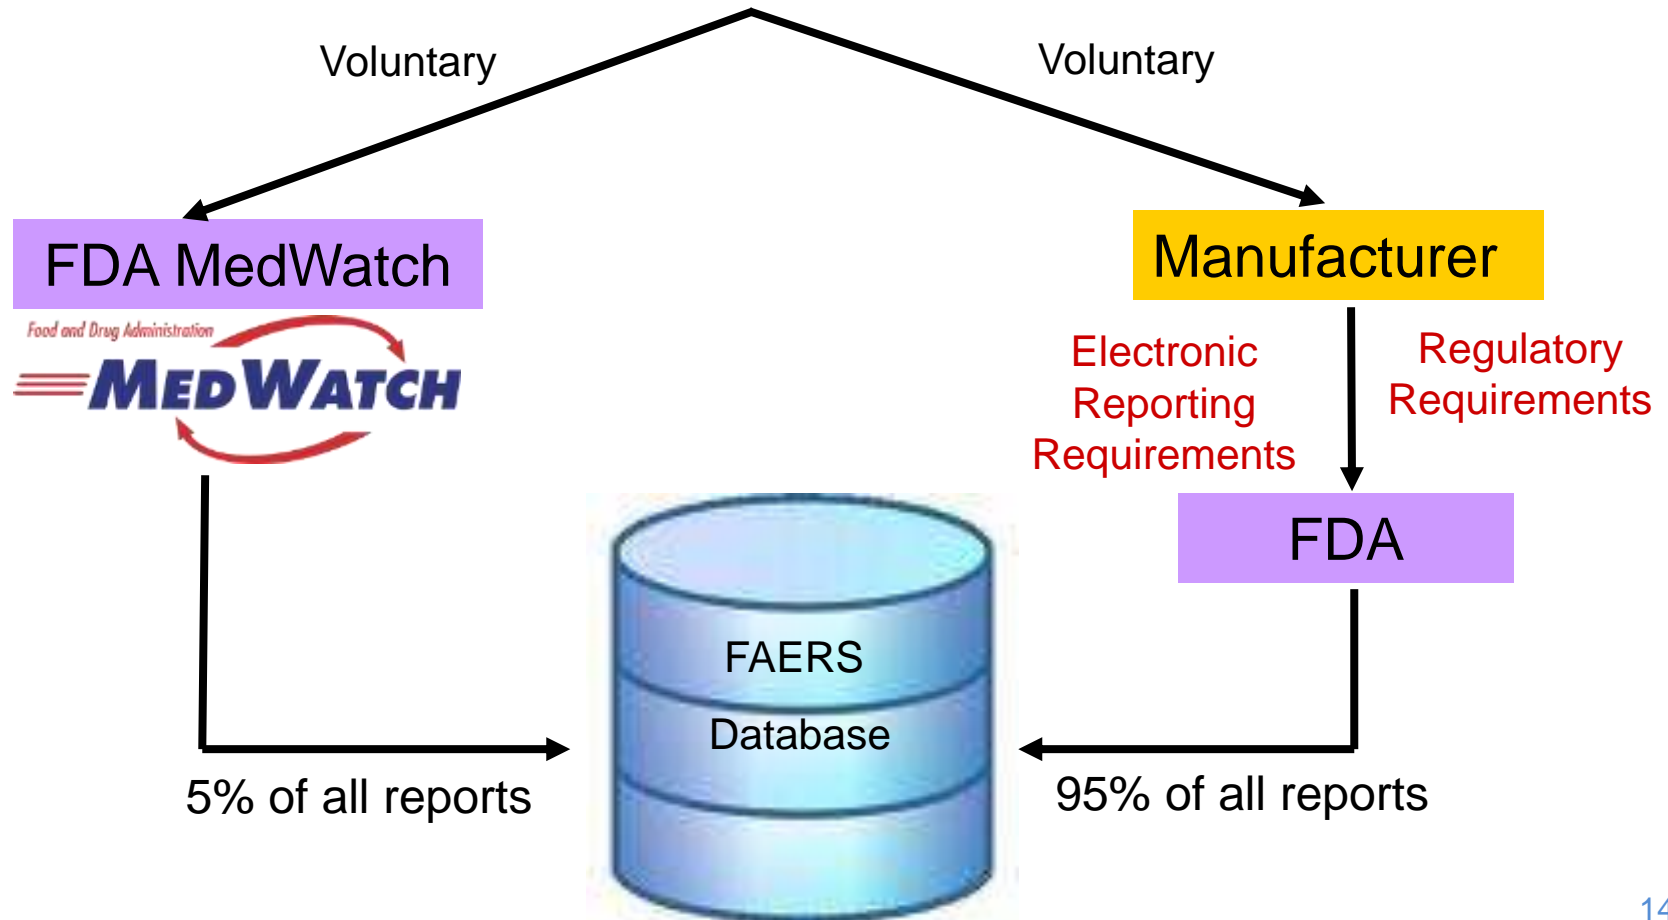 Voluntary
Voluntary
FDA MedWatch
Manufacturer
Food and Drug Administration
MEDWATCH
Electronic
Reporting
Requirements
Regulatory
Requirements
FDA
FAERS
Database
5% of all reports
95% of all reports
14